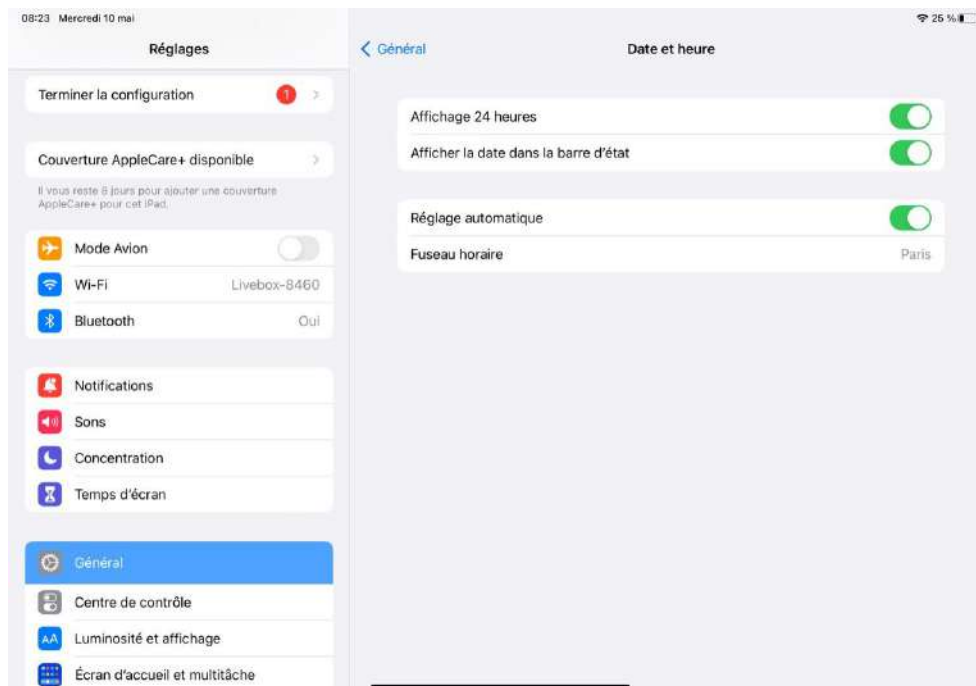 08:23 Mercredi 10 mai
25 %
Réglages
Général
Date et heure
Terminer la configuration
1
Couverture AppleCare+ disponible
Il vous reste 8 jours pour ajouter une couverture
AppleCare+ pour cet iPad.
Mode Avion
Wi-Fi
Livebox-8460
Bluetooth
Oui
Notifications
Sons
Concentration
Temps d'écran
Général
Centre de contrôle
AA
Luminosité et affichage
Écran d'accueil et multitâche
Affichage 24 heures
Afficher la date dans la barre d'état
Réglage automatique
Fuseau horaire
Paris